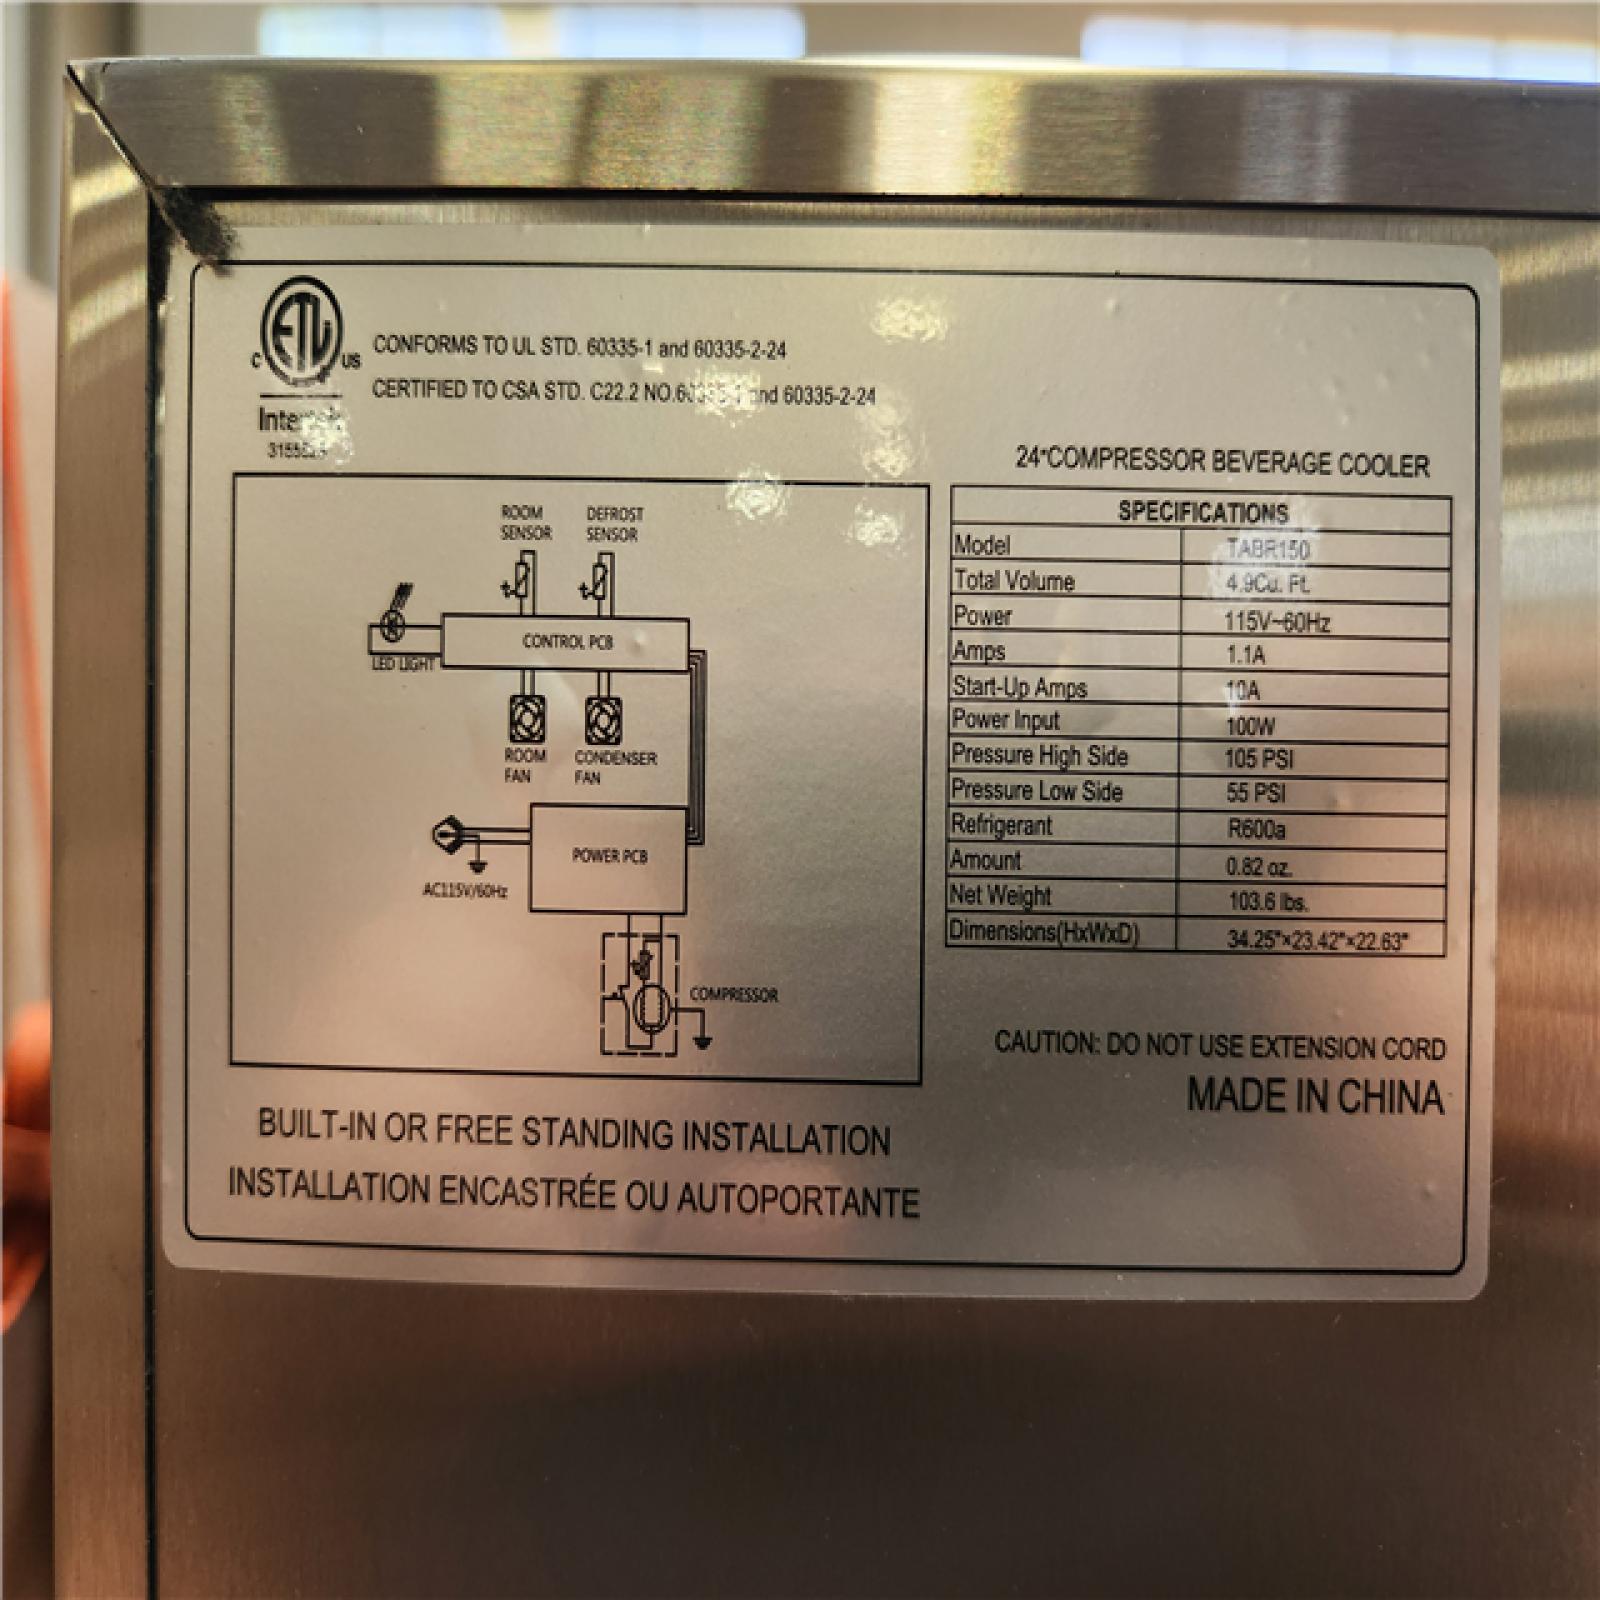 ETL
C US
CONFORMS TO UL STD. 60335-1 and 60335-2-24
CERTIFIED TO CSA STD. C22.2 NO.60335-1 and 60335-2-24
Intertek
24"COMPRESSOR BEVERAGE COOLER
SPECIFICATIONS
Model TABR150
Total Volume 4.9Cu. Ft.
Power 115V~60Hz
Amps 1.1A
Start-Up Amps 10A
Power Input 100W
Pressure High Side 105 PSI
Pressure Low Side 55 PSI
Refrigerant R600a
Amount 0.82 oz.
Net Weight 103.6 lbs.
Dimensions(HxWxD) 34.25"×23.42"×22.63"
ROOM
SENSOR
DEFROST
SENSOR
LED LIGHT
CONTROL PCB
ROOM
FAN
CONDENSER
FAN
POWER PCB
AC115V/60Hz
COMPRESSOR
CAUTION: DO NOT USE EXTENSION CORD
MADE IN CHINA
BUILT-IN OR FREE STANDING INSTALLATION
INSTALLATION ENCASTRÉE OU AUTOPORTANTE